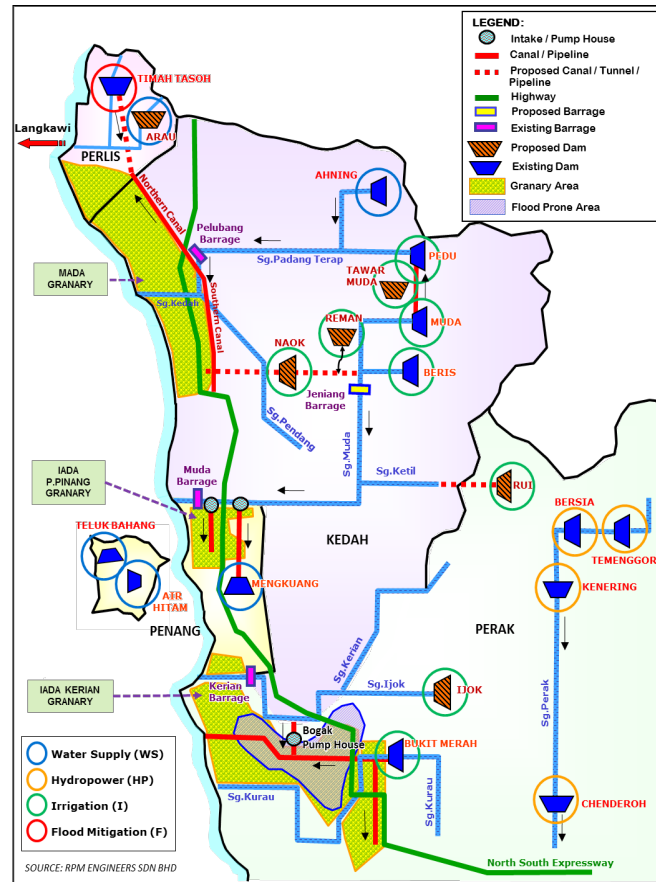 LEGEND:
Intake / Pump House
Canal / Pipeline
Proposed Canal / Tunnel /
Pipeline
Highway
Proposed Barrage
Existing Barrage
Proposed Dam
Existing Dam
Granary Area
Flood Prone Area
TIMAH TASOH
ARAU
Langkawi
PERLIS
Northern Canal
AHNING
Pelubang
Barrage
Sg.Padang Terap
PEDU
TAWAR
MUDA
MADA
GRANARY
Sg.Kedah
Southern Canal
REMAN
MUDA
NAOK
BERIS
Jeniang
Barrage
Sg.Pendang
Sg.Muda
Muda
Barrage
Sg.Ketil
RUI
IADA
P.PINANG
GRANARY
BERSIA
TEMENGGOR
TELUK BAHANG
KEDAH
AIR
HITAM
MENGKUANG
KENERING
PENANG
PERAK
Sg.Kerian
IADA KERIAN
GRANARY
Kerian
Barrage
Sg.Ijok
IJOK
Sg.Perak
Bogak
Pump House
BUKIT MERAH
Water Supply (WS)
Hydropower (HP)
Irrigation (I)
Flood Mitigation (F)
Sg.Kurau
Sg.Kurau
CHENDEROH
SOURCE: RPM ENGINEERS SDN BHD
North South Expressway